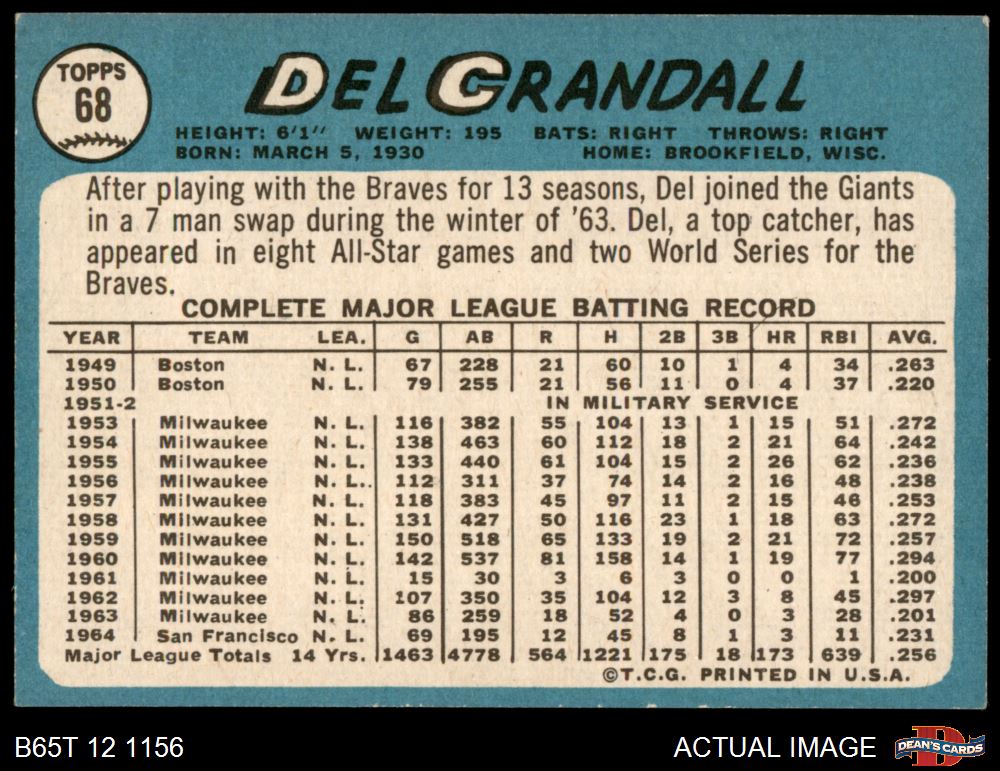 TOPPS
68
DEL CRANDALL
HEIGHT: 6'1" WEIGHT: 195 BATS: RIGHT THROWS: RIGHT
BORN: MARCH 5, 1930 HOME: BROOKFIELD, WISC.
After playing with the Braves for 13 seasons, Del joined the Giants
in a 7 man swap during the winter of '63. Del, a top catcher, has
appeared in eight All-Star games and two World Series for the
Braves.
COMPLETE MAJOR LEAGUE BATTING RECORD
YEAR TEAM LEA. G AB R H 2B 3B HR RBI AVG.
1949 Boston N. L. 67 228 21 60 10 1 4 34 .263
1950 Boston N. L. 79 255 21 56 11 0 4 37 .220
1951-2 IN MILITARY SERVICE
1953 Milwaukee N. L. 116 382 55 104 13 1 15 51 .272
1954 Milwaukee N. L. 138 463 60 112 18 2 21 64 .242
1955 Milwaukee N. L. 133 440 61 104 15 2 26 62 .236
1956 Milwaukee N. L.. 112 311 37 74 14 2 16 48 .238
1957 Milwaukee N. L. 118 383 45 97 11 2 15 46 .253
1958 Milwaukee N. L. 131 427 50 116 23 1 18 63 .272
1959 Milwaukee N. L. 150 518 65 133 19 2 21 72 .257
1960 Milwaukee N. L. 142 537 81 158 14 1 19 77 .294
1961 Milwaukee N. L. 15 30 3 6 3 0 0 1 .200
1962 Milwaukee N. L. 107 350 35 104 12 3 8 45 .297
1963 Milwaukee N. L. 86 259 18 52 4 0 3 28 .201
1964 San Francisco N. L. 69 195 12 45 8 1 3 11 .231
Major League Totals 14 Yrs. 1463 4778 564 1221 175 18 173 639 .256
©T.C.G. PRINTED IN U.S.A.
B65T 12 1156 ACTUAL IMAGE DEAN'S CARDS